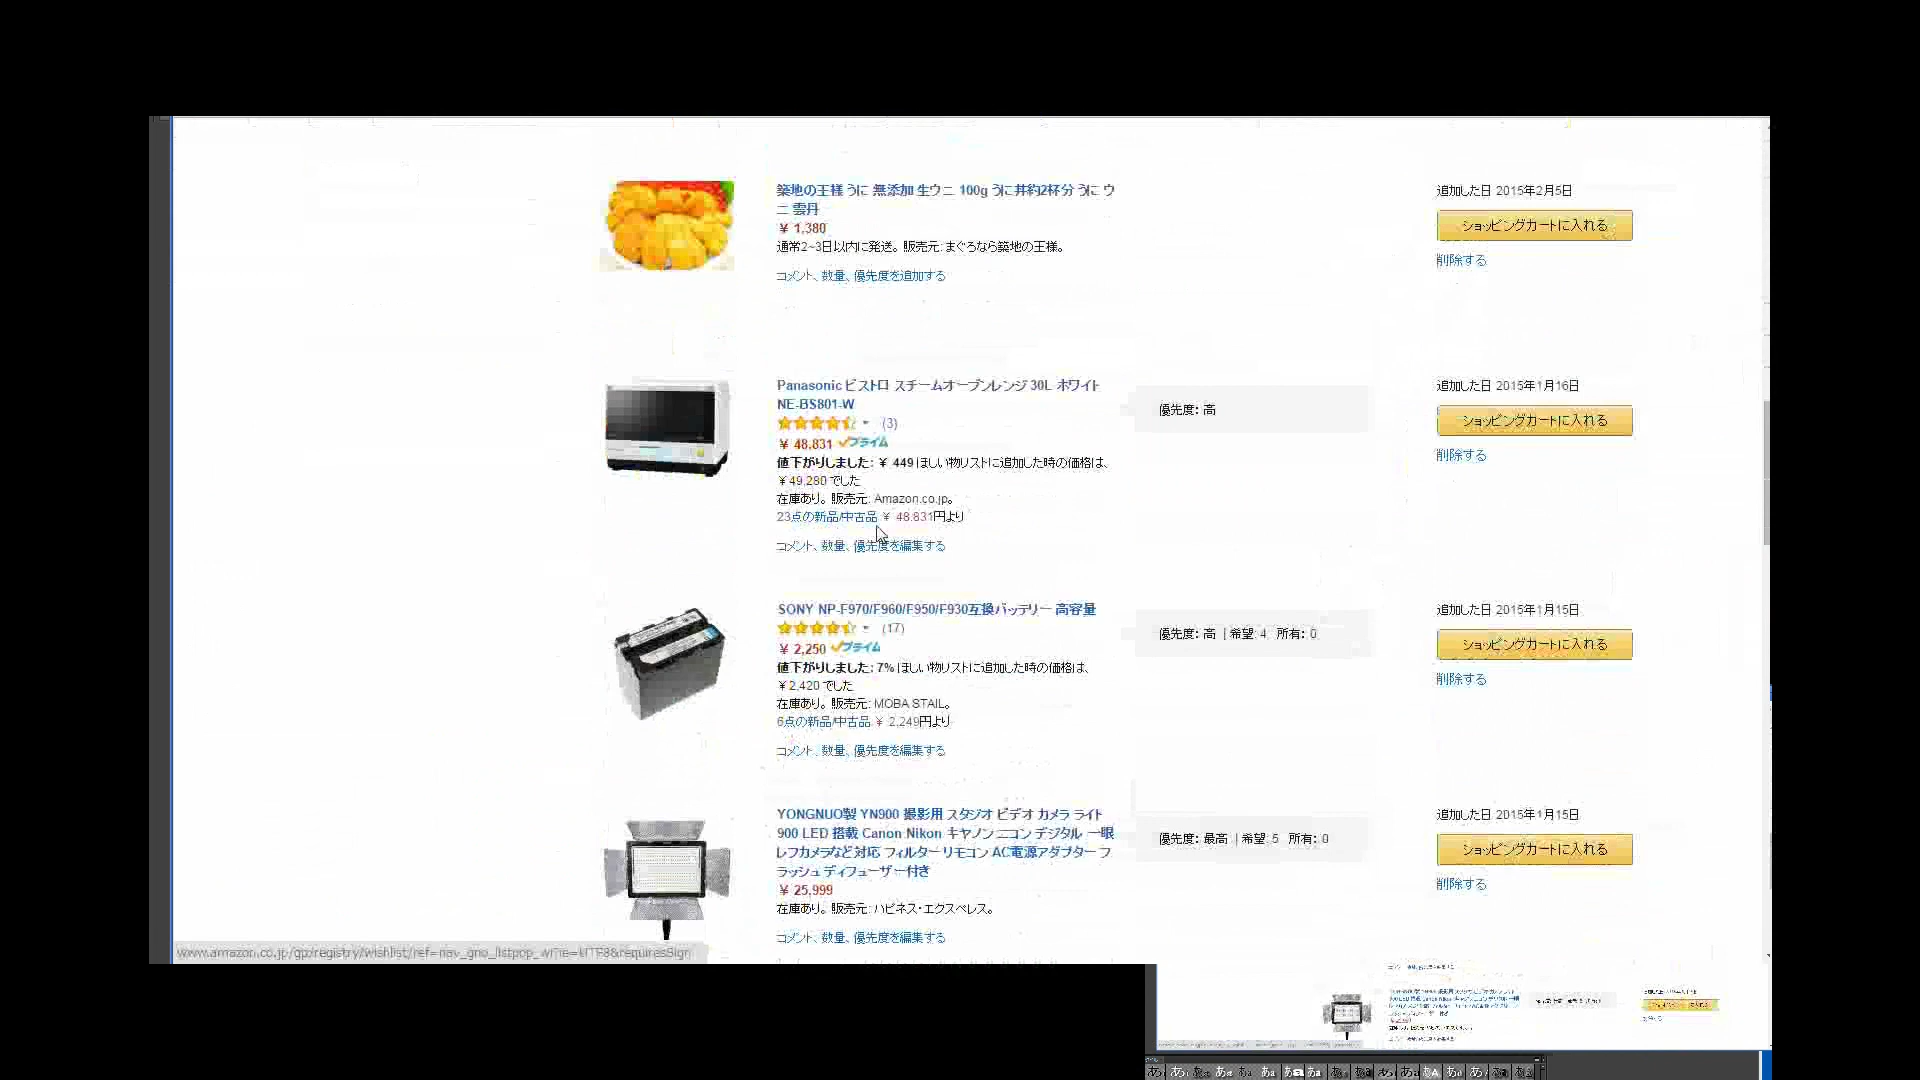 築地の王様 うに 無添加 生ウニ 100g うに丼約2杯分 うに ウ
ニ 雲丹
¥ 1,380
通常2~3日以内に発送。 販売元: まぐろなら築地の王様。
コメント、数量、優先度を追加する
追加した日 2015年2月5日
ショッピングカートに入れる
削除する
Panasonic ビストロ スチームオーブンレンジ 30L ホワイト
NE-BS801-W
(3)
¥ 48,831 プライム
値下がりしました: ¥ 449 ほしい物リストに追加した時の価格は、
¥ 49,280 でした
在庫あり。 販売元: Amazon.co.jp。
23点の新品/中古品 ¥ 48,831円より
コメント、数量、優先度を編集する
優先度: 高
追加した日 2015年1月16日
ショッピングカートに入れる
削除する
SONY NP-F970/F960/F950/F930互換バッテリー 高容量
(17)
¥ 2,250 プライム
値下がりしました: 7% ほしい物リストに追加した時の価格は、
¥ 2,420 でした
在庫あり。 販売元: MOBA STAIL。
6点の新品/中古品 ¥ 2,249円より
コメント、数量、優先度を編集する
優先度: 高 | 希望: 4 所有: 0
追加した日 2015年1月15日
ショッピングカートに入れる
削除する
YONGNUO製 YN900 撮影用 スタジオ ビデオ カメラ ライト
900 LED 搭載 Canon Nikon キヤノン ニコン デジタル 一眼
レフカメラなど対応 フィルター リモコン AC電源アダプター フ
ラッシュ ディフューザー付き
¥ 25,999
在庫あり。 販売元: ハピネス・エクスペレス。
コメント、数量、優先度を編集する
優先度: 最高 | 希望: 5 所有: 0
追加した日 2015年1月15日
ショッピングカートに入れる
削除する
www.amazon.co.jp/gp/registry/wishlist/ref=nav_gno_listpop_wl?ie=UTF8&requiresSign